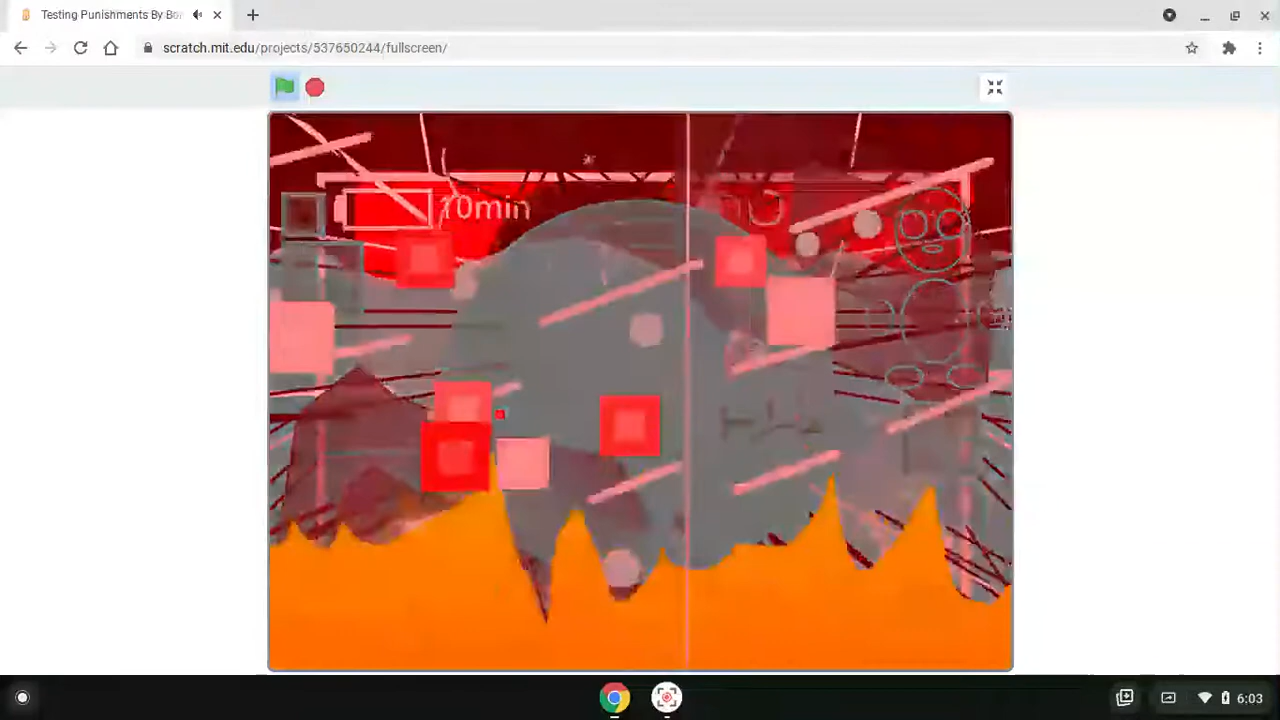 Testing Punishments By Bo
scratch.mit.edu/projects/537650244/fullscreen/
10min
6:03